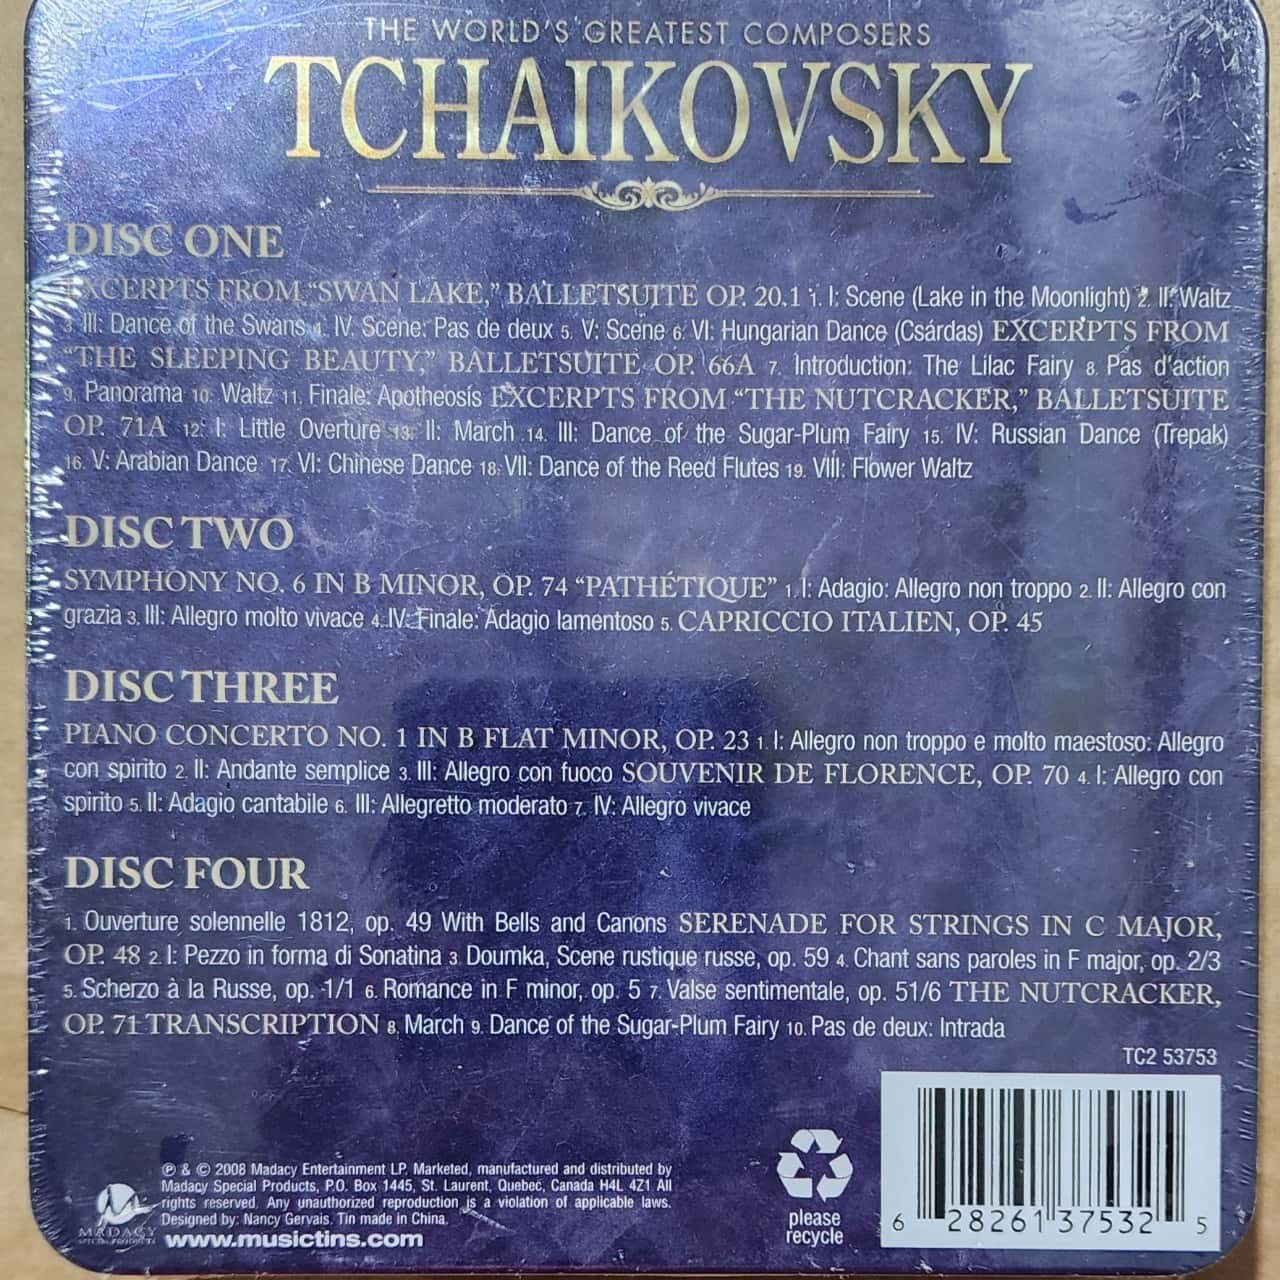 THE WORLD'S GREATEST COMPOSERS
TCHAIKOVSKY
DISC ONE
EXCERPTS FROM "SWAN LAKE," BALLETSUITE OP. 20.1 1. I: Scene (Lake in the Moonlight) 2. II: Waltz
3. III: Dance of the Swans 4. IV. Scene: Pas de deux 5. V: Scene 6. VI: Hungarian Dance (Csárdas) EXCERPTS FROM
"THE SLEEPING BEAUTY," BALLETSUITE OP. 66A 7. Introduction: The Lilac Fairy 8. Pas d'action
9. Panorama 10. Waltz 11. Finale: Apotheosis EXCERPTS FROM "THE NUTCRACKER," BALLETSUITE
OP. 71A 12. I: Little Overture 13. II: March 14. III: Dance of the Sugar-Plum Fairy 15. IV: Russian Dance (Trepak)
16. V: Arabian Dance 17. VI: Chinese Dance 18. VII: Dance of the Reed Flutes 19. VIII: Flower Waltz
DISC TWO
SYMPHONY NO. 6 IN B MINOR, OP. 74 "PATHÉTIQUE" 1. I: Adagio: Allegro non troppo 2. II: Allegro con
grazia 3. III: Allegro molto vivace 4. IV: Finale: Adagio lamentoso 5. CAPRICCIO ITALIEN, OP. 45
DISC THREE
PIANO CONCERTO NO. 1 IN B FLAT MINOR, OP. 23 1. I: Allegro non troppo e molto maestoso: Allegro
con spirito 2. II: Andante semplice 3. III: Allegro con fuoco SOUVENIR DE FLORENCE, OP. 70 4. I: Allegro con
spirito 5. II: Adagio cantabile 6. III: Allegretto moderato 7. IV: Allegro vivace
DISC FOUR
1. Ouverture solennelle 1812, op. 49 With Bells and Canons SERENADE FOR STRINGS IN C MAJOR,
OP. 48 2. I: Pezzo in forma di Sonatina 3. Doumka, Scene rustique russe, op. 59 4. Chant sans paroles in F major, op. 2/3
5. Scherzo à la Russe, op. 1/1 6. Romance in F minor, op. 5 7. Valse sentimentale, op. 51/6 THE NUTCRACKER,
OP. 71 TRANSCRIPTION 8. March 9. Dance of the Sugar-Plum Fairy 10. Pas de deux: Intrada
TC2 53753
℗ & © 2008 Madacy Entertainment LP. Marketed, manufactured and distributed by
Madacy Special Products, P.O. Box 1445, St. Laurent, Quebec, Canada H4L 4Z1 All
rights reserved. Any unauthorized reproduction is a violation of applicable laws.
Designed by: Nancy Gervais. Tin made in China.
www.musictins.com
MADACY
SPECIAL PRODUCTS
please
recycle
6 28261 37532 5